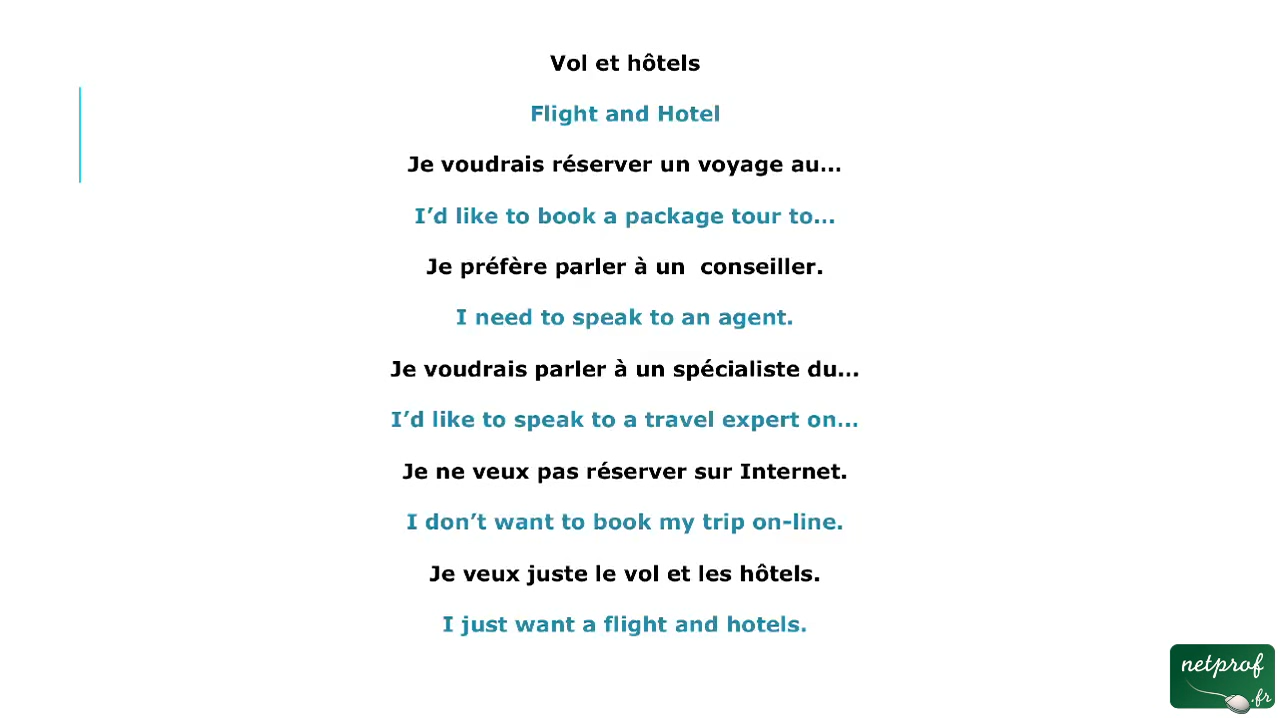 Vol et hôtels
Flight and Hotel
Je voudrais réserver un voyage au…
I’d like to book a package tour to…
Je préfère parler à un  conseiller.
I need to speak to an agent.
Je voudrais parler à un spécialiste du…
I’d like to speak to a travel expert on…
Je ne veux pas réserver sur Internet.
I don’t want to book my trip on-line.
Je veux juste le vol et les hôtels.
I just want a flight and hotels.
netprof
.fr